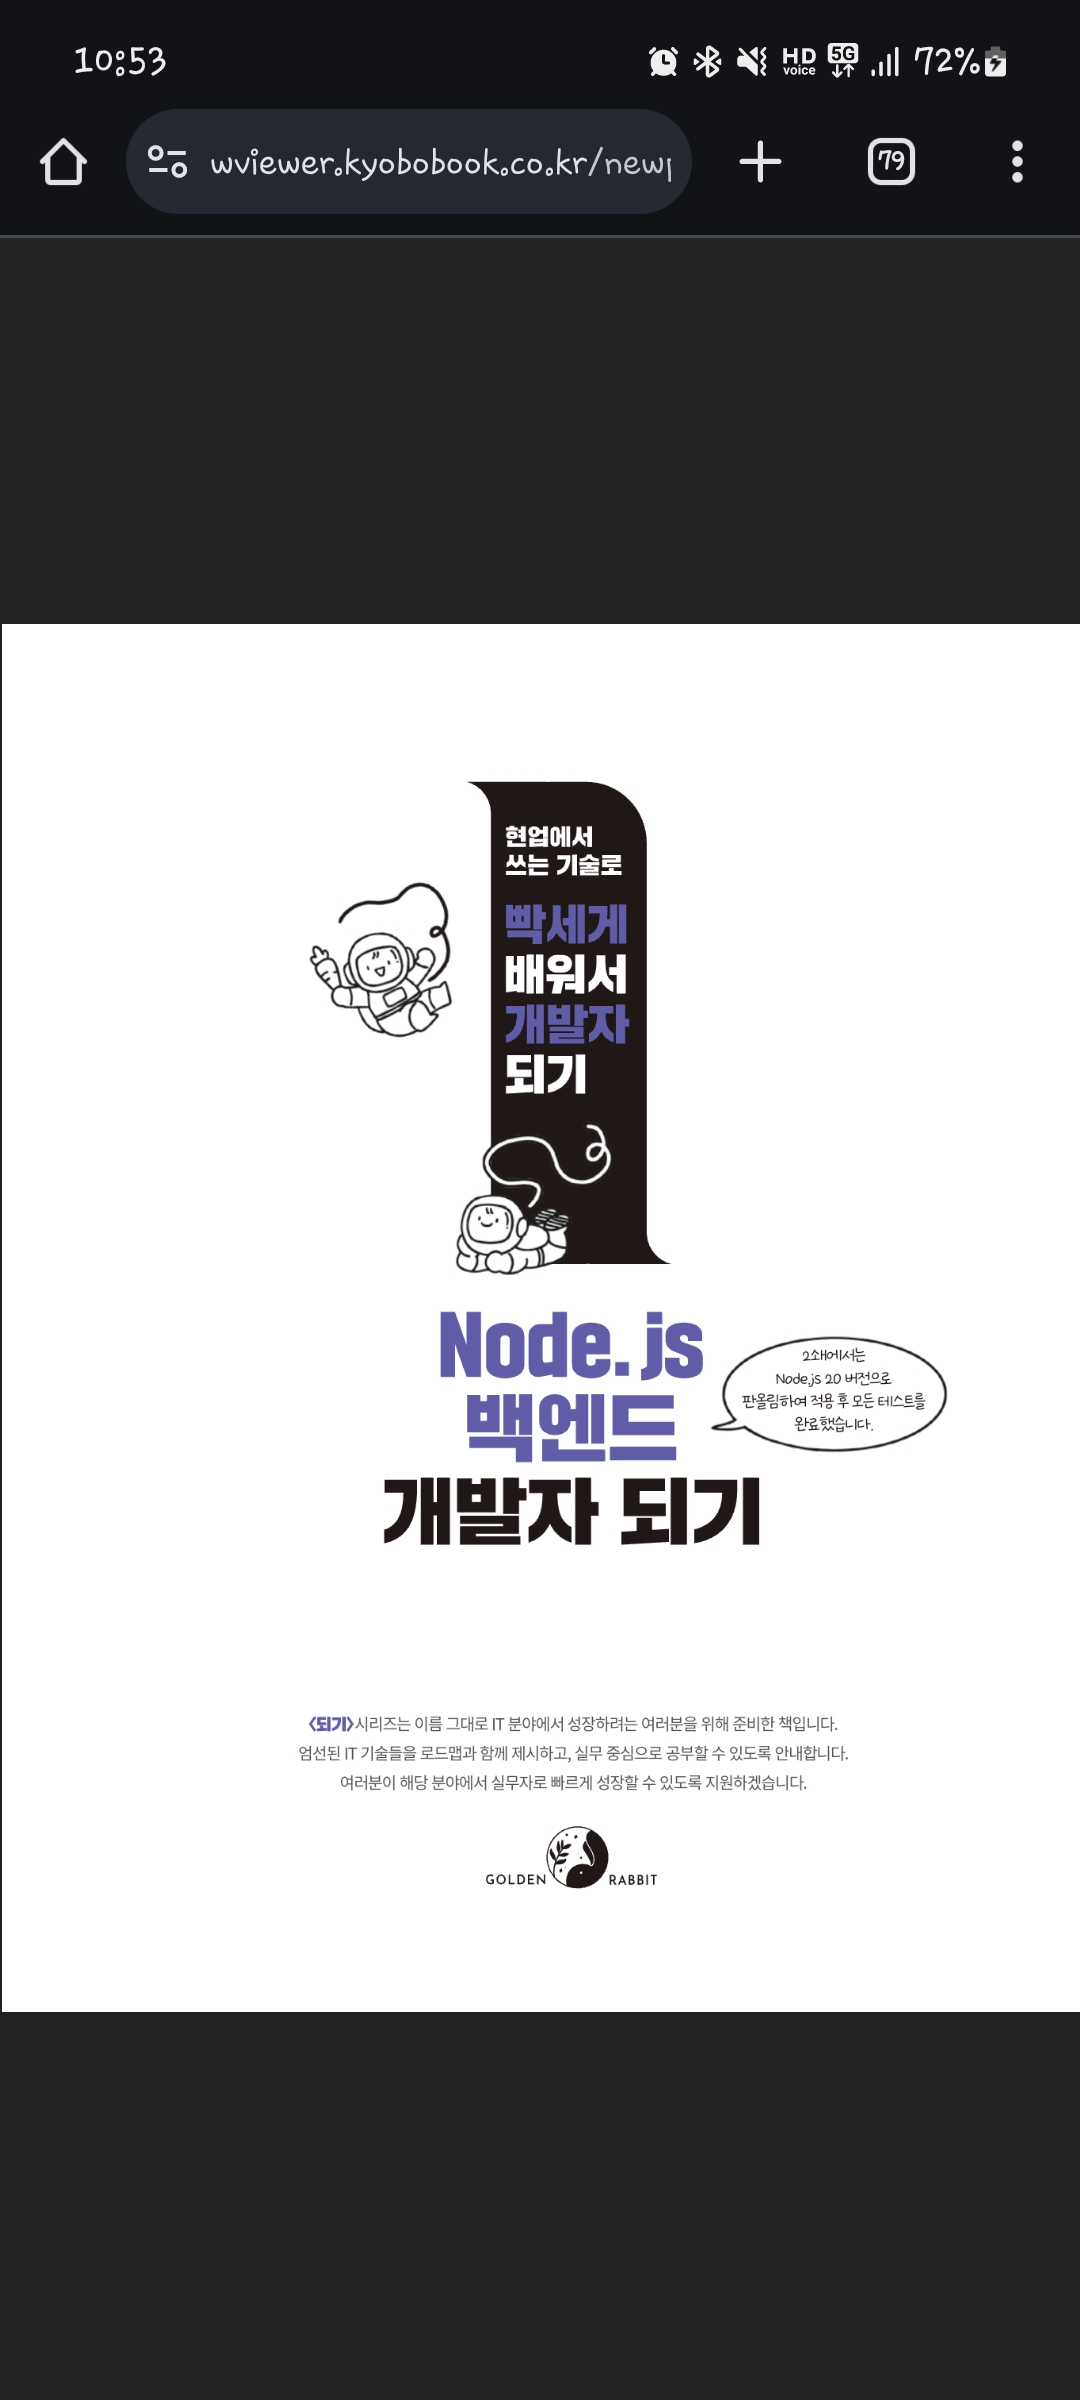 10:53
HD voice 5G 72%
wviewer.kyobobook.co.kr/new
79
현업에서
쓰는 기술로
빡세게
배워서
개발자
되기
Node.js
백엔드
개발자 되기
2쇄에서는
Node.js 20 버전으로
판올림하여 적용 후 모든 테스트를
완료했습니다.
<되기>시리즈는 이름 그대로 IT 분야에서 성장하려는 여러분을 위해 준비한 책입니다.
엄선된 IT 기술들을 로드맵과 함께 제시하고, 실무 중심으로 공부할 수 있도록 안내합니다.
여러분이 해당 분야에서 실무자로 빠르게 성장할 수 있도록 지원하겠습니다.
GOLDEN RABBIT